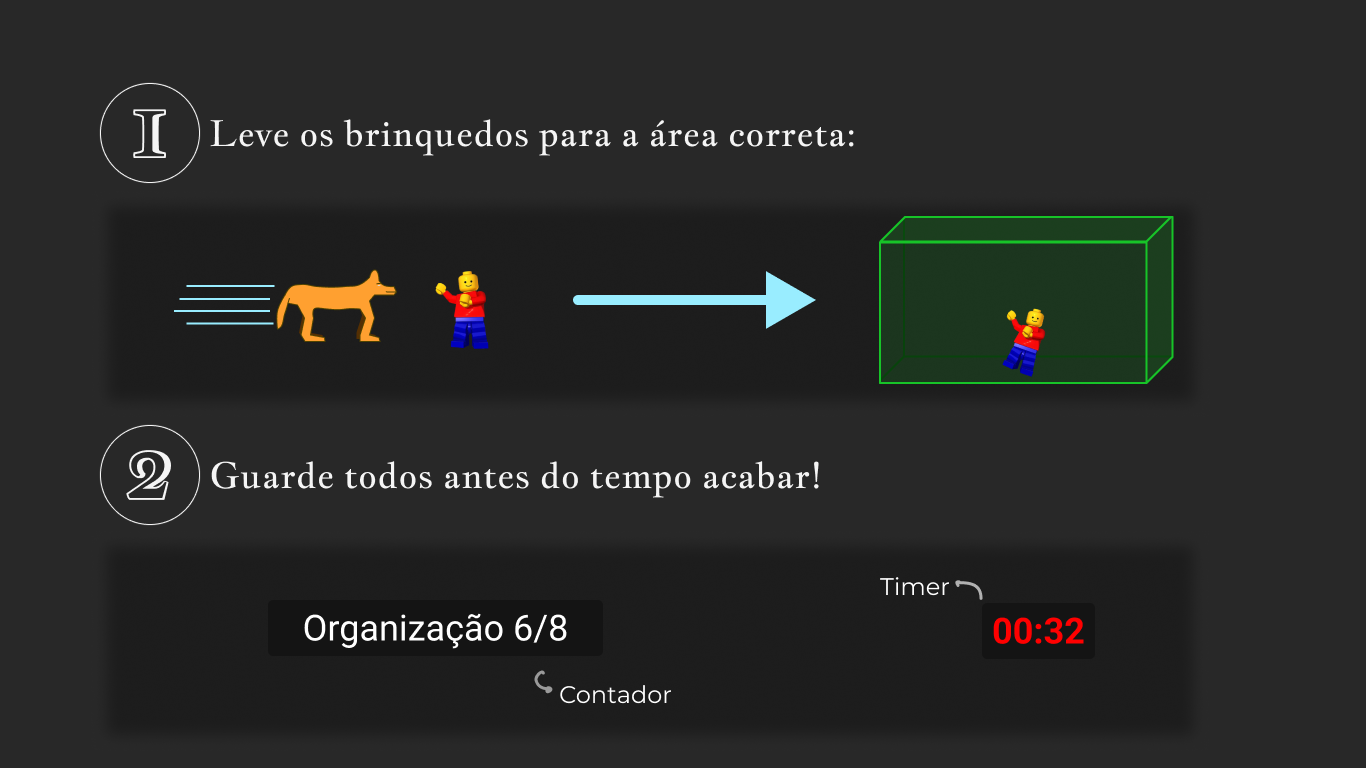 1
Leve os brinquedos para a área correta:
2
Guarde todos antes do tempo acabar!
Timer
Organização 6/8
00:32
Contador